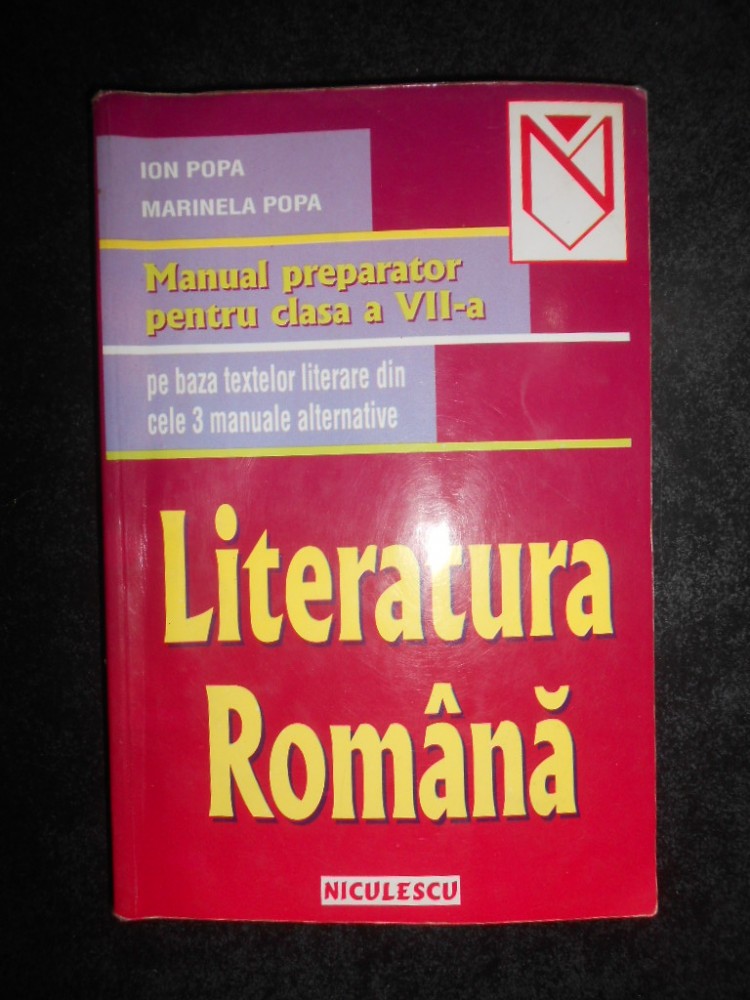 ION POPA
MARINELA POPA
Manual preparator
pentru clasa a VII-a
pe baza textelor literare din
cele 3 manuale alternative
Literatura
Română
NICULESCU